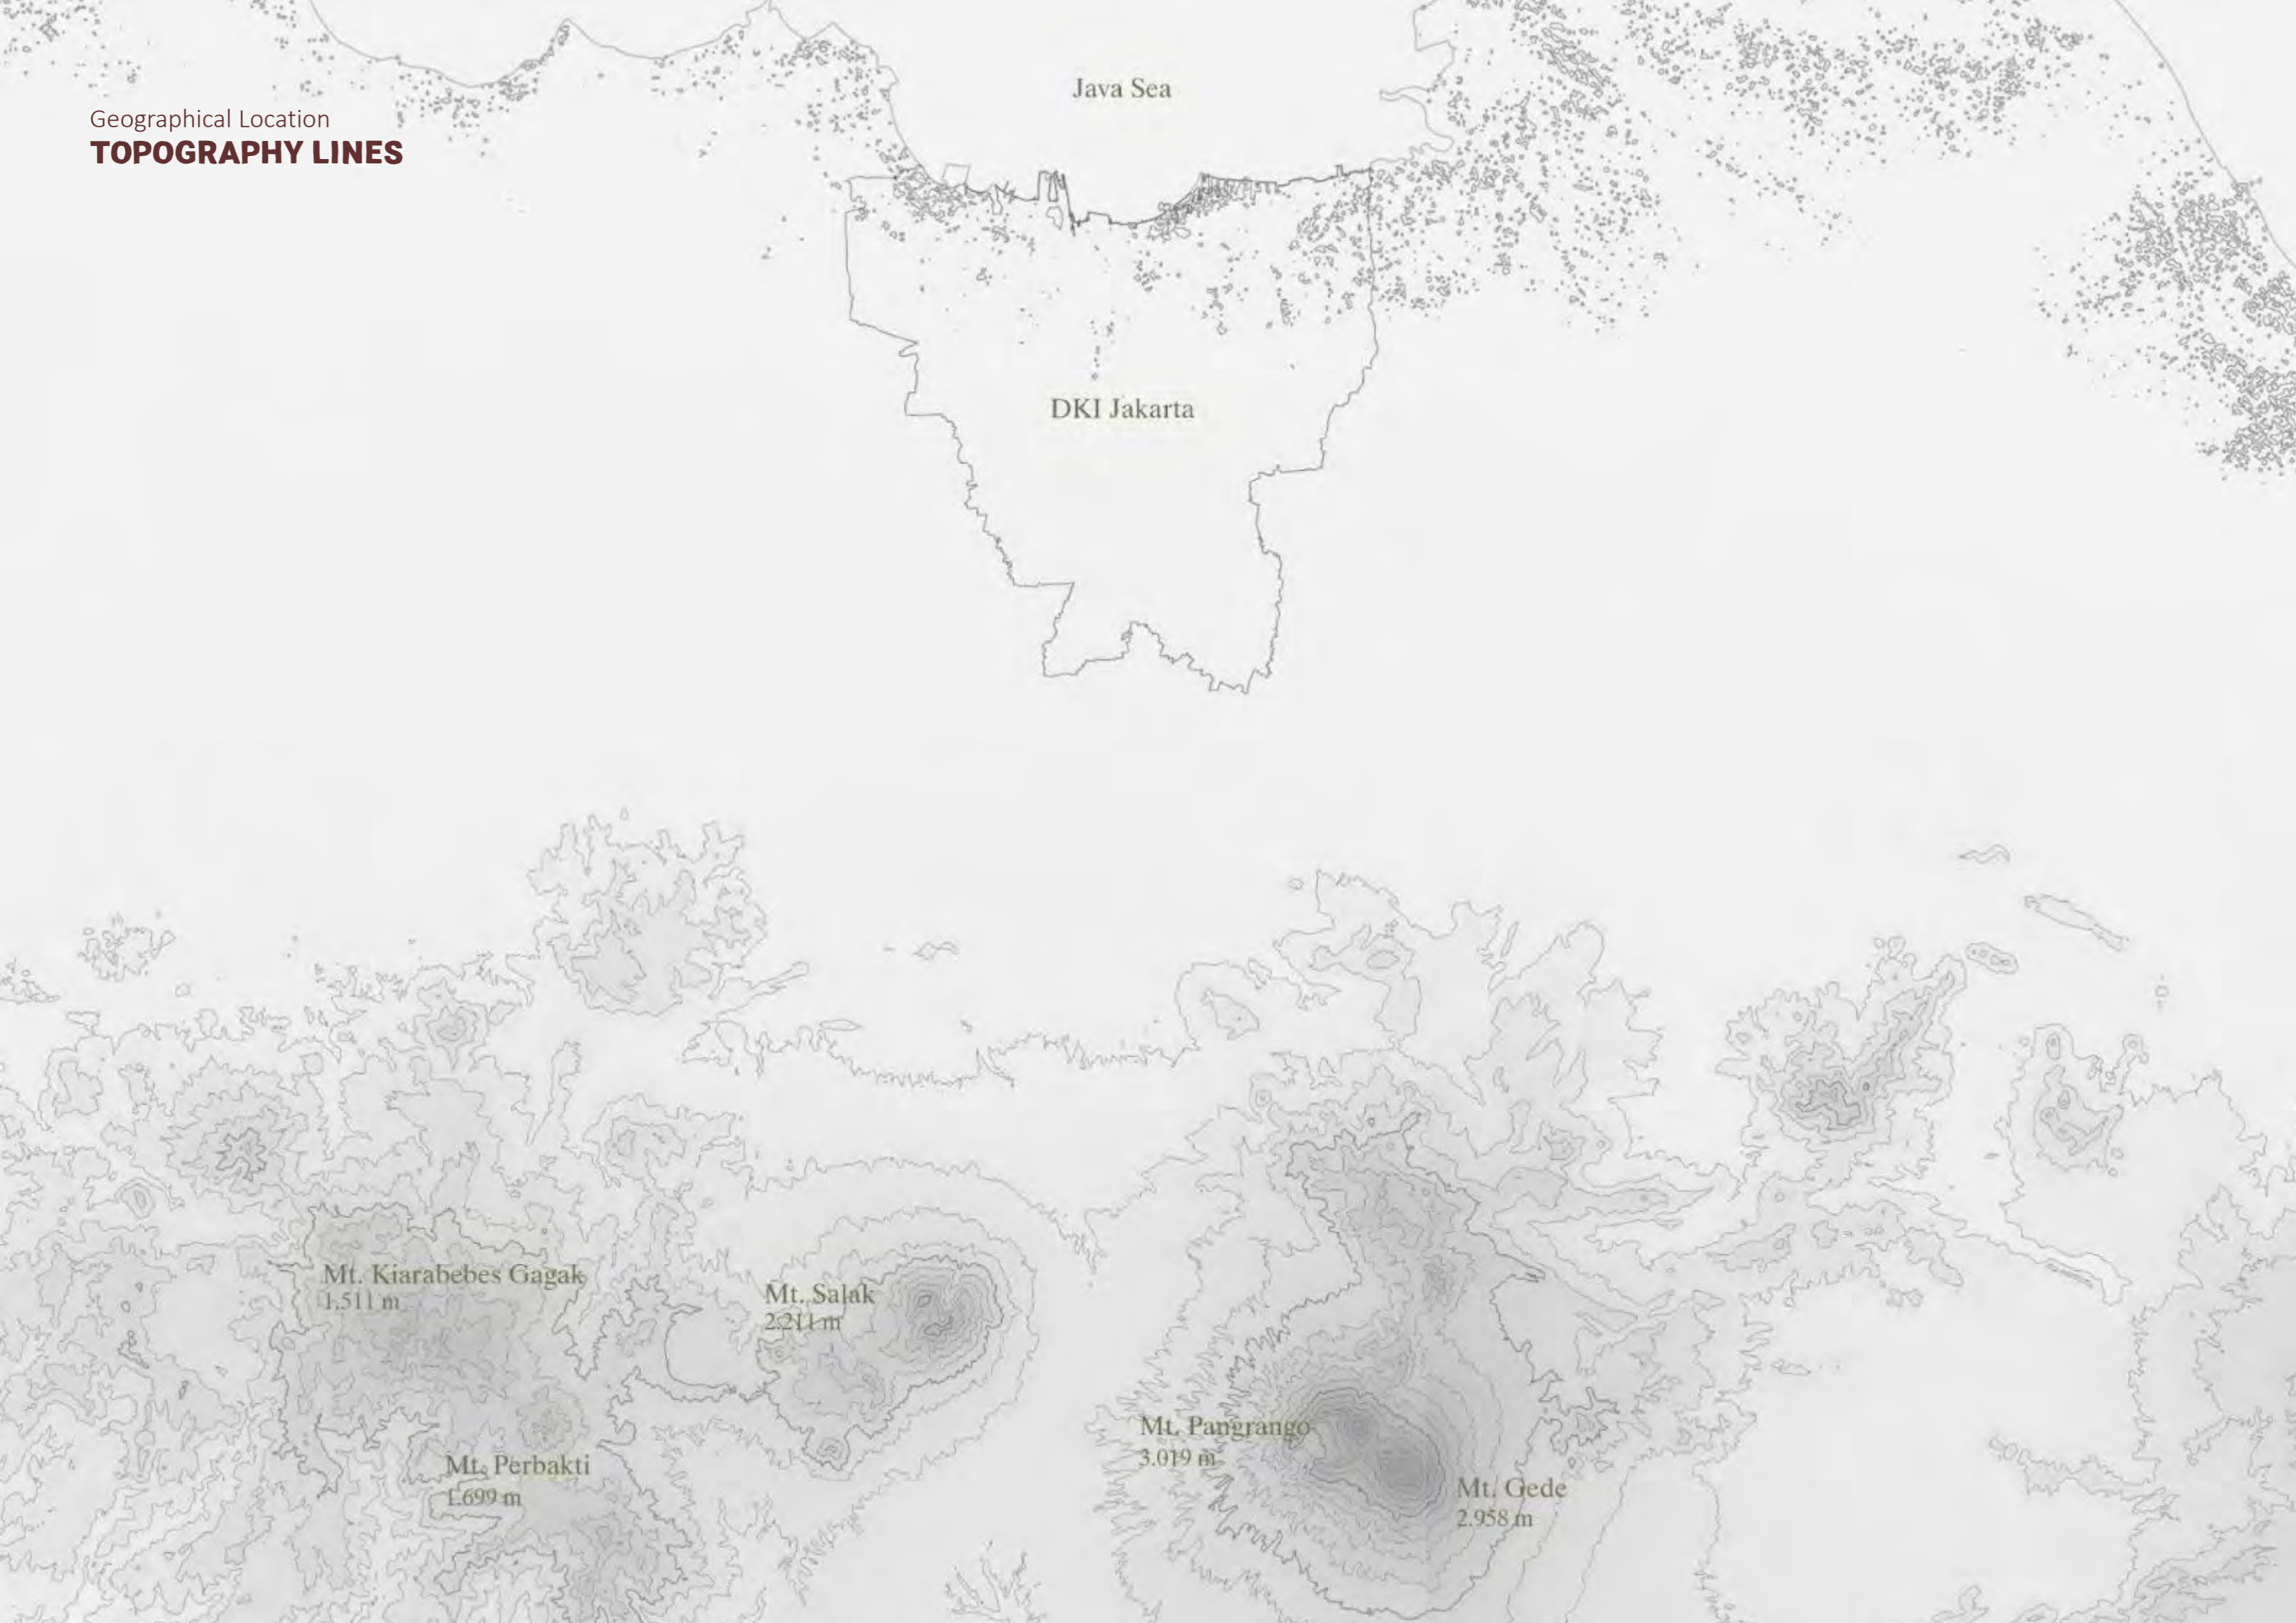 Java Sea
Geographical Location
TOPOGRAPHY LINES
DKI Jakarta
Mt. Kiarabebes Gagak
1.511 m
Mt. Salak
2.211 m
Mt. Pangrango
3.019 m
Mt. Perbakti
1.699 m
Mt. Gede
2.958 m